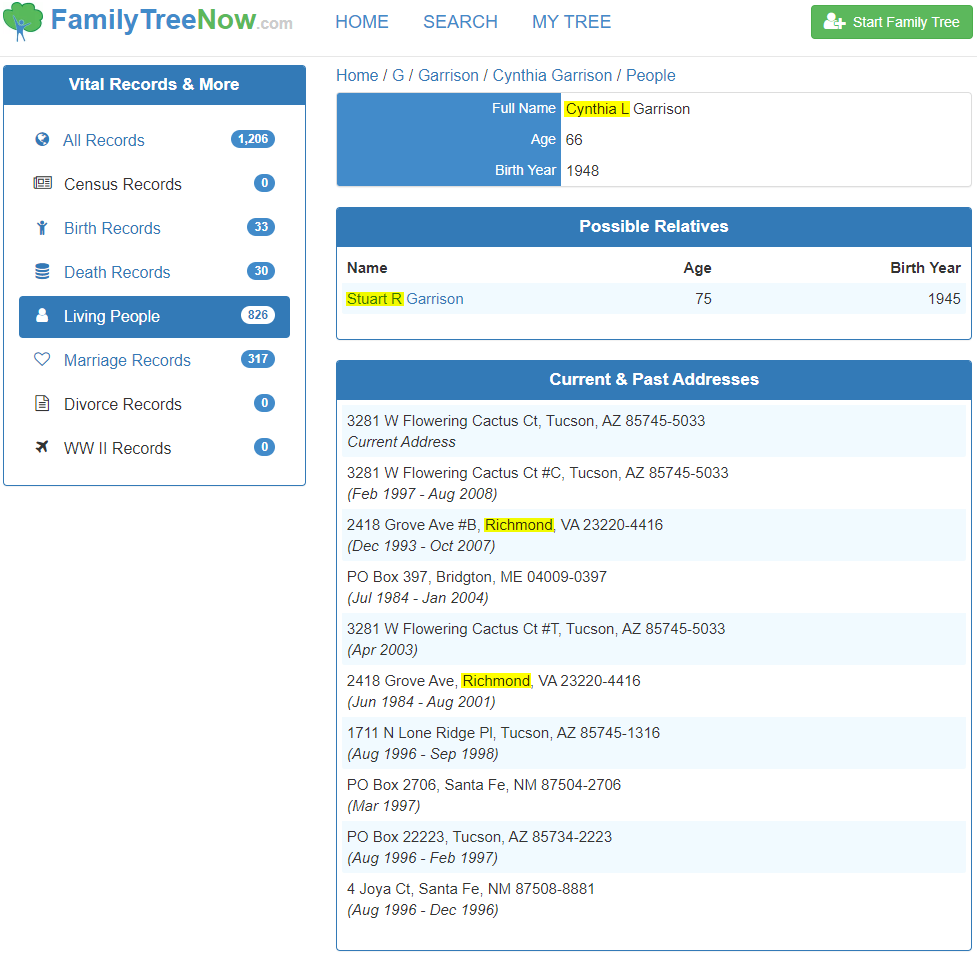 FamilyTreeNow.com
HOME SEARCH MY TREE
Start Family Tree
Vital Records & More
All Records 1,206
Census Records 0
Birth Records 33
Death Records 30
Living People 826
Marriage Records 317
Divorce Records 0
WW II Records 0
Home / G / Garrison / Cynthia Garrison / People
Full Name Cynthia L Garrison
Age 66
Birth Year 1948
Possible Relatives
Name Age Birth Year
Stuart R Garrison 75 1945
Current & Past Addresses
3281 W Flowering Cactus Ct, Tucson, AZ 85745-5033
Current Address
3281 W Flowering Cactus Ct #C, Tucson, AZ 85745-5033
(Feb 1997 - Aug 2008)
2418 Grove Ave #B, Richmond, VA 23220-4416
(Dec 1993 - Oct 2007)
PO Box 397, Bridgton, ME 04009-0397
(Jul 1984 - Jan 2004)
3281 W Flowering Cactus Ct #T, Tucson, AZ 85745-5033
(Apr 2003)
2418 Grove Ave, Richmond, VA 23220-4416
(Jun 1984 - Aug 2001)
1711 N Lone Ridge Pl, Tucson, AZ 85745-1316
(Aug 1996 - Sep 1998)
PO Box 2706, Santa Fe, NM 87504-2706
(Mar 1997)
PO Box 22223, Tucson, AZ 85734-2223
(Aug 1996 - Feb 1997)
4 Joya Ct, Santa Fe, NM 87508-8881
(Aug 1996 - Dec 1996)